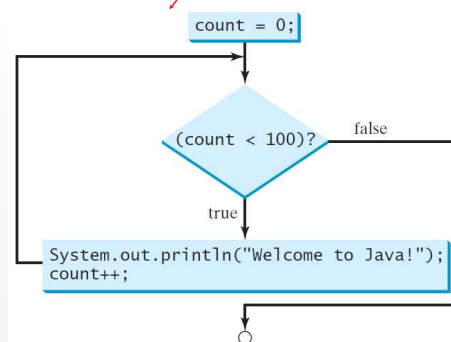 count = 0;
(count < 100)?
false
true
System.out.println("Welcome to Java!");
count++;